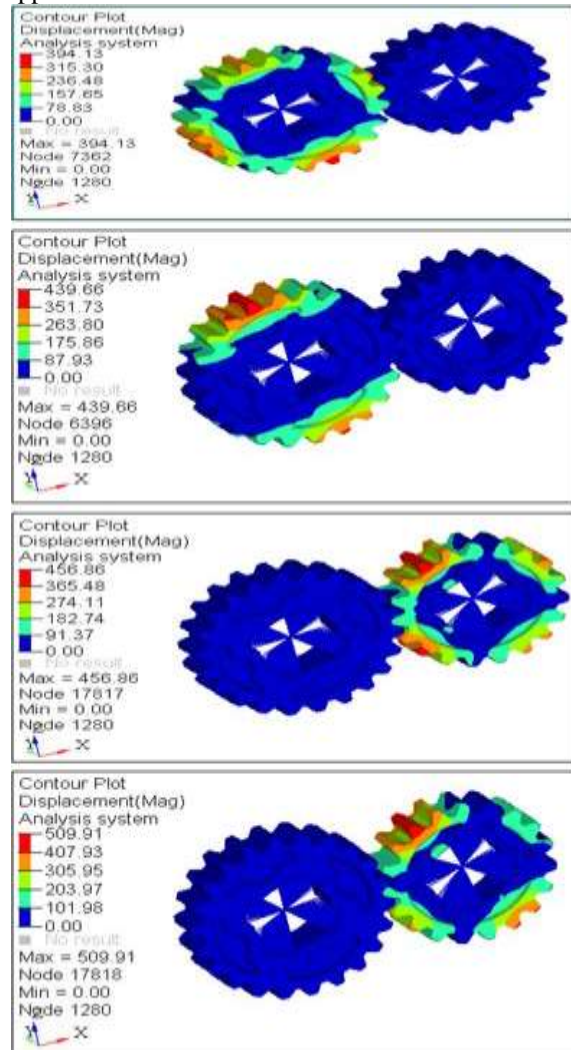 Contour Plot
Displacement(Mag)
Analysis system
394.13
315.30
236.48
157.65
78.83
0.00
No result
Max = 394.13
Node 7362
Min = 0.00
Node 1280
Y X
Contour Plot
Displacement(Mag)
Analysis system
439.66
351.73
263.80
175.86
87.93
0.00
No result
Max = 439.66
Node 6396
Min = 0.00
Node 1280
Y X
Contour Plot
Displacement(Mag)
Analysis system
456.86
365.48
274.11
182.74
91.37
0.00
No result
Max = 456.86
Node 17817
Min = 0.00
Node 1280
Y X
Contour Plot
Displacement(Mag)
Analysis system
509.91
407.93
305.95
203.97
101.98
0.00
No result
Max = 509.91
Node 17818
Min = 0.00
Node 1280
Y X